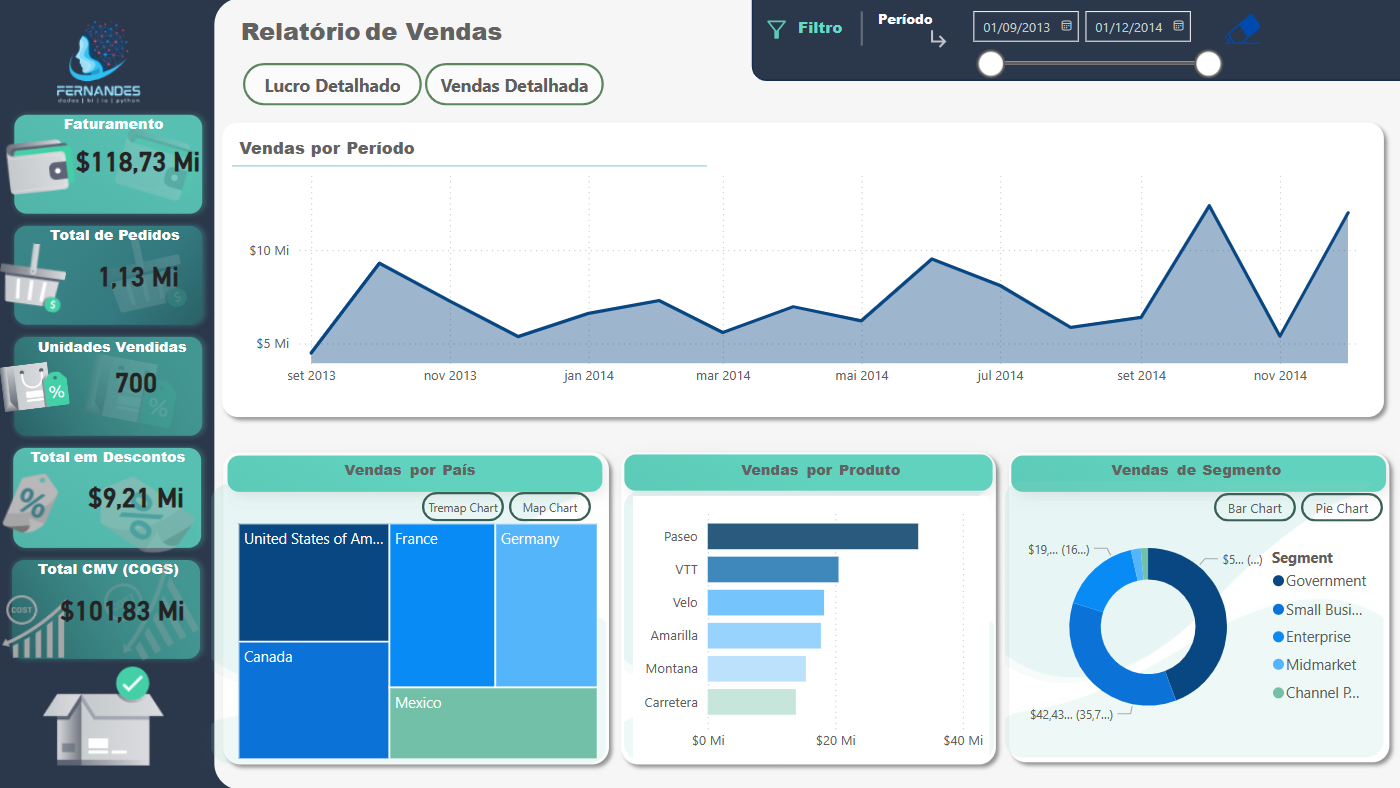 FERNANDES
dados | bi | ia | python
Faturamento
$118,73 Mi
Total de Pedidos
1,13 Mi
$
Unidades Vendidas
700
%
Total em Descontos
$9,21 Mi
%
Total CMV (COGS)
$101,83 Mi
COST
Relatório de Vendas
Lucro Detalhado
Vendas Detalhada
Filtro
Período
01/09/2013
01/12/2014
Vendas por Período
$10 Mi
$5 Mi
set 2013
nov 2013
jan 2014
mar 2014
mai 2014
jul 2014
set 2014
nov 2014
Vendas por País
Tremap Chart
Map Chart
United States of Am...
France
Germany
Canada
Mexico
Vendas por Produto
Paseo
VTT
Velo
Amarilla
Montana
Carretera
$0 Mi
$20 Mi
$40 Mi
Vendas de Segmento
Bar Chart
Pie Chart
$19,... (16...)
$5... (...)
$42,43... (35,7...)
Segment
Government
Small Busi...
Enterprise
Midmarket
Channel P...